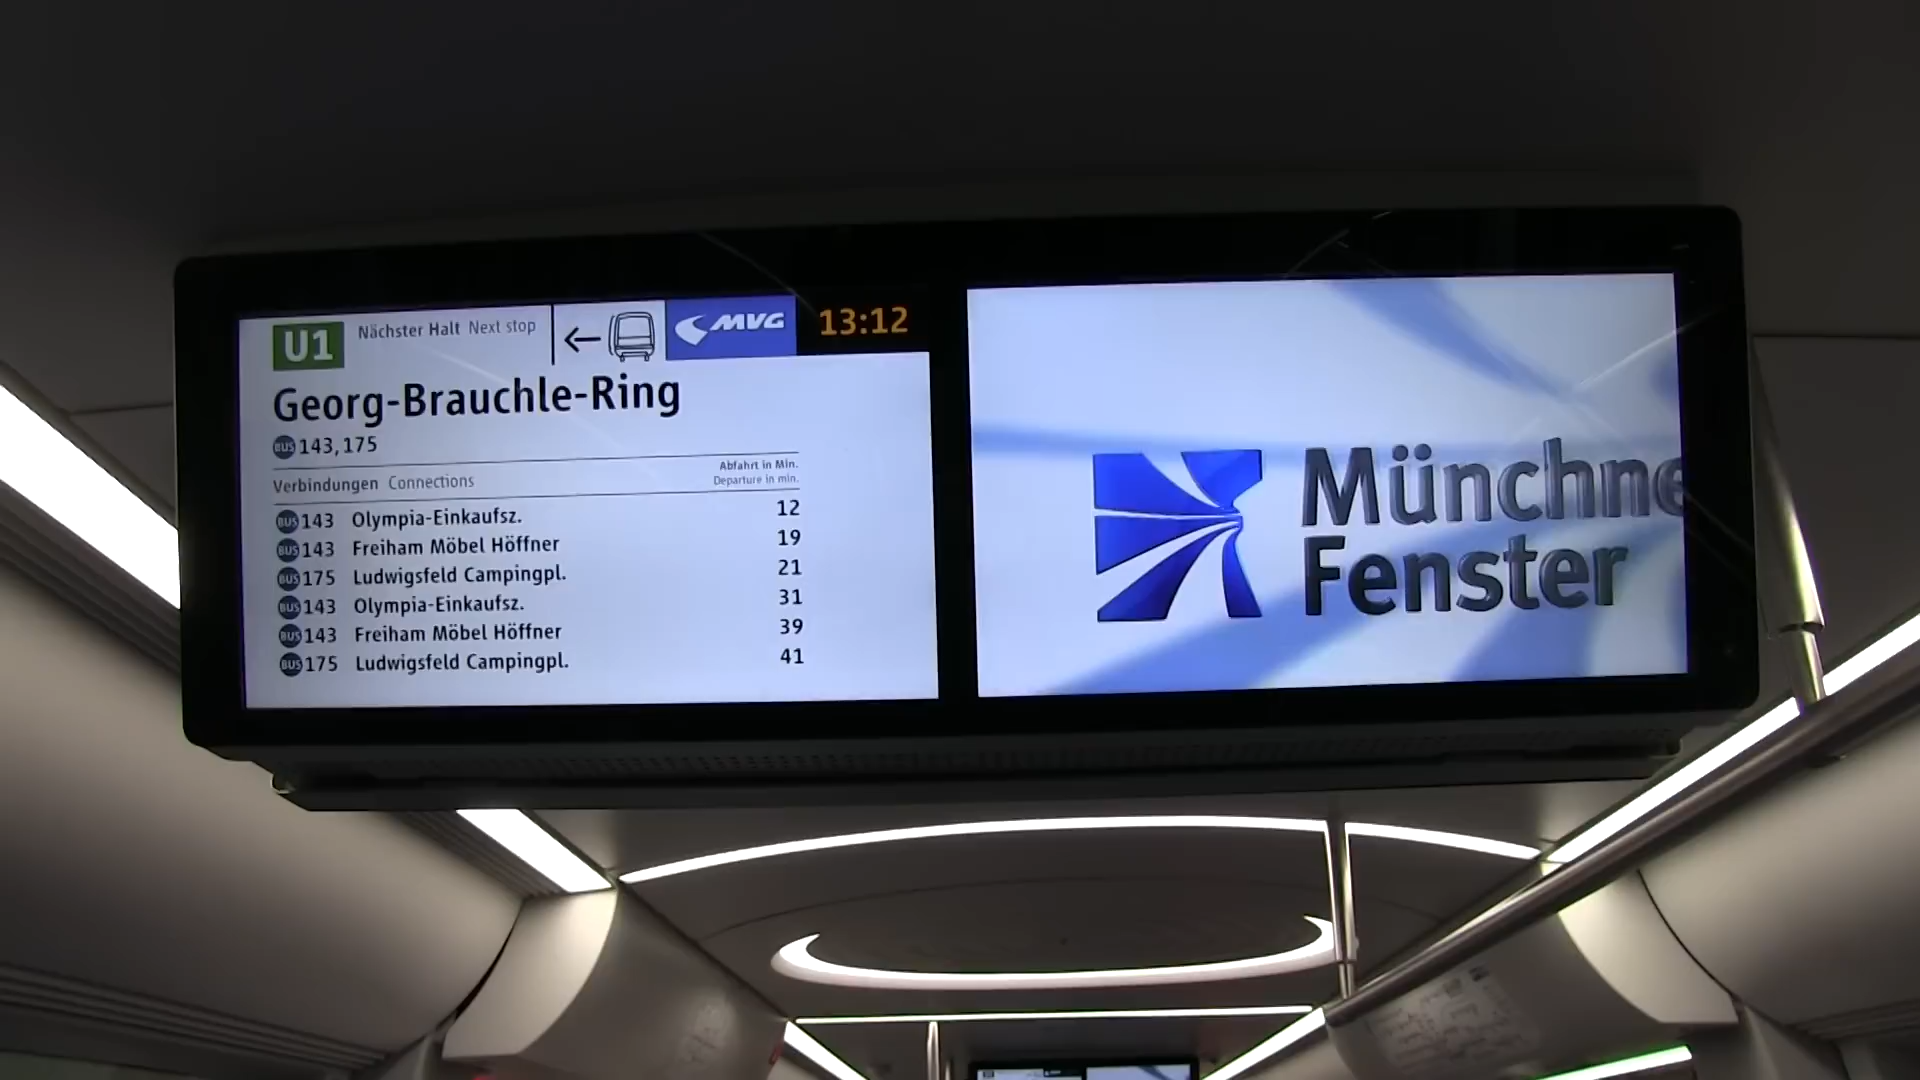 U1 Nächster Halt Next stop
MVG
13:12
Georg-Brauchle-Ring
BUS 143, 175
Verbindungen Connections
Abfahrt in Min.
Departure in min.
BUS 143 Olympia-Einkaufsz. 12
BUS 143 Freiham Möbel Höffner 19
BUS 175 Ludwigsfeld Campingpl. 21
BUS 143 Olympia-Einkaufsz. 31
BUS 143 Freiham Möbel Höffner 39
BUS 175 Ludwigsfeld Campingpl. 41
Münchne
Fenster